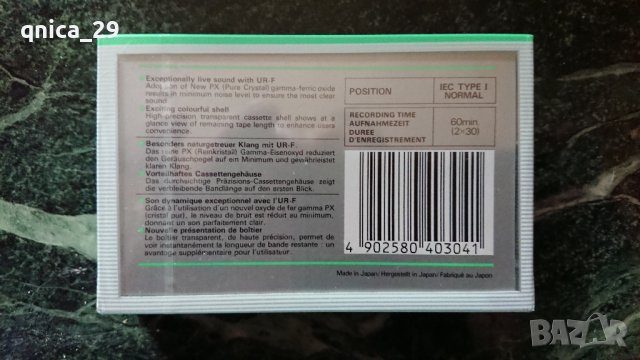 qnica_29
Exceptionally live sound with UR-F
Adoption of New PX (Pure Crystal) gamma-ferric oxide
results in minimum noise level to ensure the most clear
sound.
Exciting colourful shell
High-precision transparent cassette shell shows at a
glance view of remaining tape length to enhance users
convenience.
Besonders naturgetreuer Klang mit UR-F.
Das reine PX (Reinkristall) Gamma-Eisenoxyd reduziert
den Geräuschpegel auf ein Minimum und gewährleistet
klaren Klang.
Vorteilhaftes Cassettengehäuse
Das durchwichtige Präzisions-Cassettengehäuse zeigt
die verbleibende Bandlänge auf den ersten Blick.
Son dynamique exceptionnel avec l'UR-F
Grâce à l'utilisation d'un nouvel oxyde de fer gamma PX
(cristal pur), le niveau de bruit est réduit au minimum,
donnant un son parfaitement clair.
Nouvelle présentation de boîtier
Le boîtier transparent, de haute précision, permet de
voir instantanément la longueur de bande restante : un
avantage supplémentaire pour l'utilisateur.
POSITION
IEC TYPE I
NORMAL
RECORDING TIME
AUFNAHMEZEIT
DUREE
D'ENREGISTREMENT
60min.
(2×30)
4 902580 403041
Made in Japan/Hergestellt in Japan/Fabriqué au Japon
BAZAR
bg